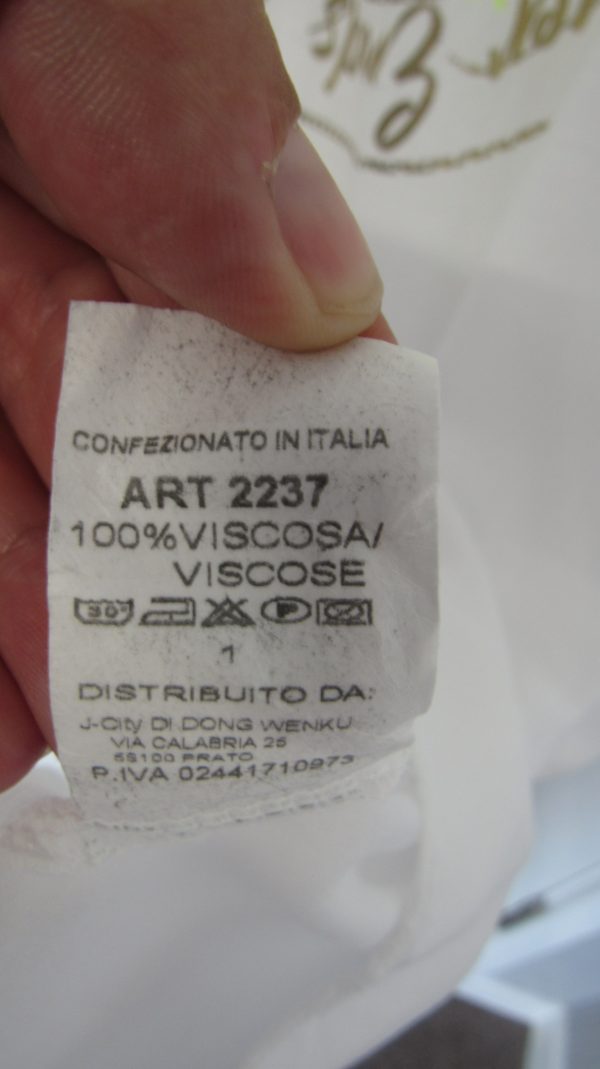 CONFEZIONATO IN ITALIA
ART 2237
100%VISCOSA/
VISCOSE
30°
P
1
DISTRIBUITO DA:
J-City DI DONG WENKU
VIA CALABRIA 25
59100 PRATO
P.IVA 02441710973